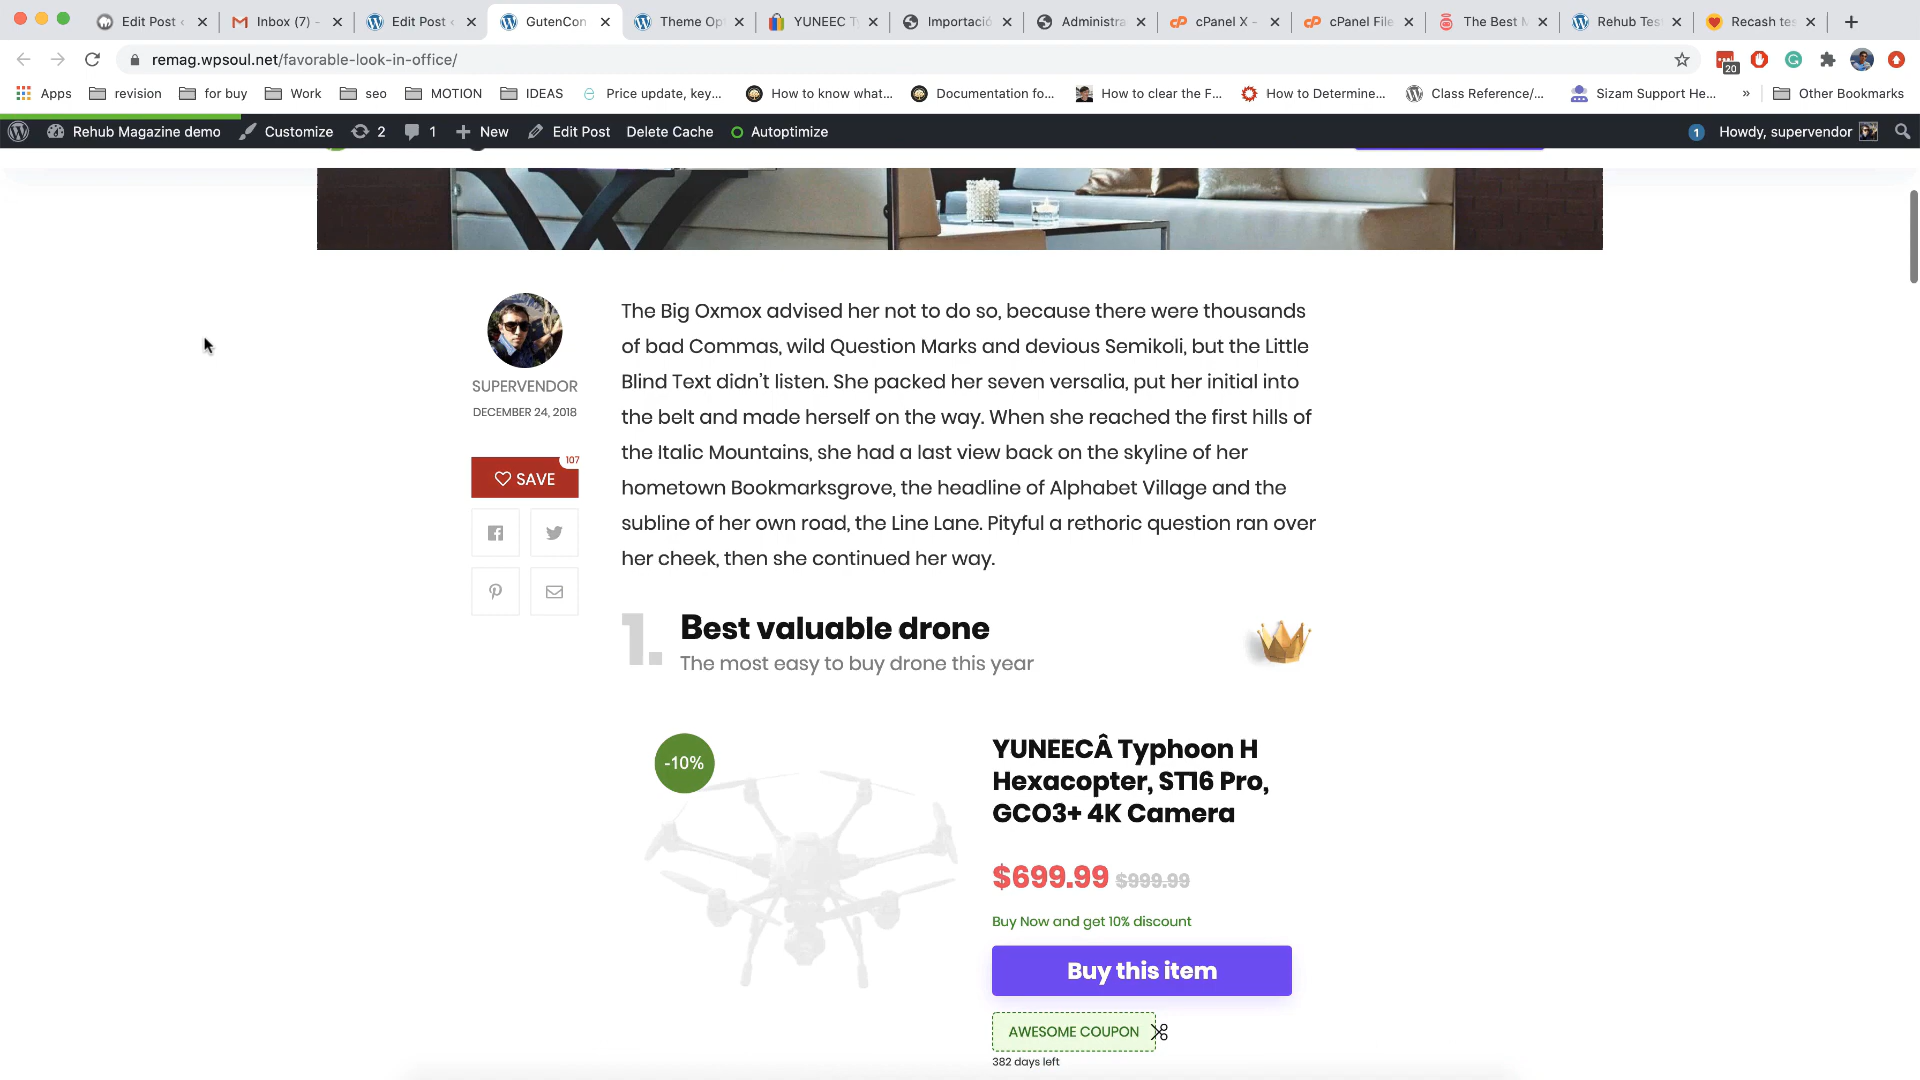 Edit Post
Inbox (7) -
Edit Post
GutenCon
Theme Op
YUNEEC T
Importació
Administra
cPanel X -
cPanel File
The Best M
Rehub Tes
Recash tes
remag.wpsoul.net/favorable-look-in-office/
20
Apps
revision
for buy
Work
seo
MOTION
IDEAS
Price update, key...
How to know what...
Documentation fo...
How to clear the F...
How to Determine...
Class Reference/...
Sizam Support He...
»
Other Bookmarks
Rehub Magazine demo
Customize
2
1
New
Edit Post
Delete Cache
Autoptimize
1
Howdy, supervendor
SUPERVENDOR
DECEMBER 24, 2018
107
SAVE
The Big Oxmox advised her not to do so, because there were thousands
of bad Commas, wild Question Marks and devious Semikoli, but the Little
Blind Text didn’t listen. She packed her seven versalia, put her initial into
the belt and made herself on the way. When she reached the first hills of
the Italic Mountains, she had a last view back on the skyline of her
hometown Bookmarksgrove, the headline of Alphabet Village and the
subline of her own road, the Line Lane. Pityful a rethoric question ran over
her cheek, then she continued her way.
1.
Best valuable drone
The most easy to buy drone this year
-10%
YUNEECÂ Typhoon H
Hexacopter, ST16 Pro,
GCO3+ 4K Camera
$699.99 $999.99
Buy Now and get 10% discount
Buy this item
AWESOME COUPON
382 days left